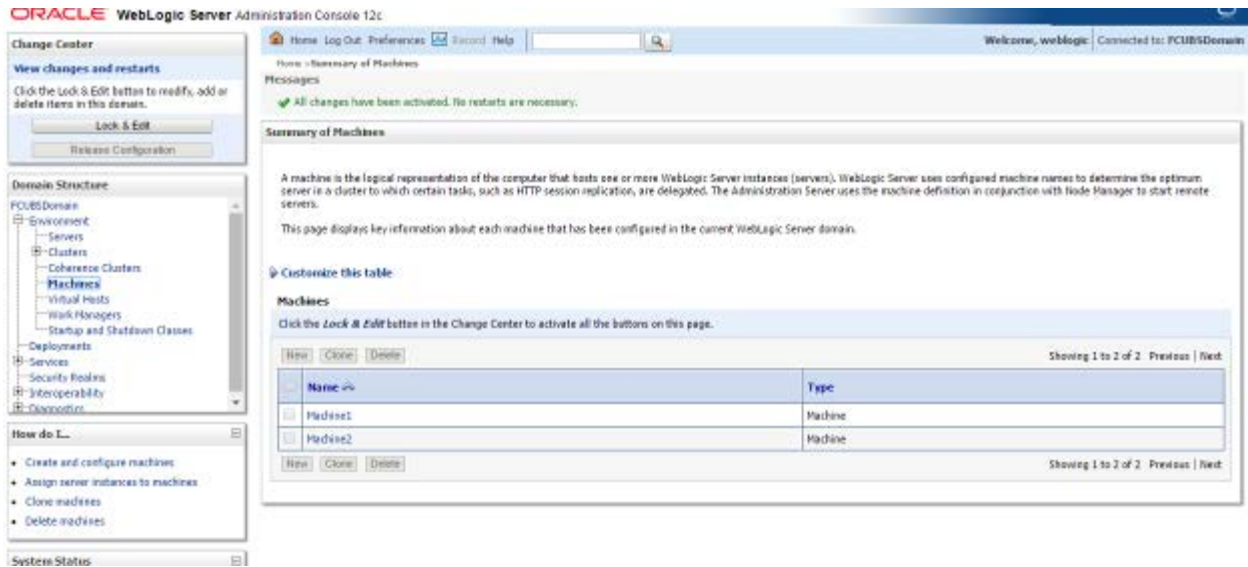 ORACLE WebLogic Server Administration Console 12c
Change Center
View changes and restarts
Click the Lock & Edit button to modify, add or
delete items in this domain.
Lock & Edit
Release Configuration
Domain Structure
FCUBSDomain
Environment
Servers
Clusters
Coherence Clusters
Machines
Virtual Hosts
Work Managers
Startup and Shutdown Classes
Deployments
Services
Security Realms
Interoperability
Diagnostics
How do I...
Create and configure machines
Assign server instances to machines
Clone machines
Delete machines
System Status
Home Log Out Preferences Record Help
Welcome, weblogic Connected to: FCUBSDomain
Home >Summary of Machines
Messages
All changes have been activated. No restarts are necessary.
Summary of Machines
A machine is the logical representation of the computer that hosts one or more WebLogic Server instances (servers). WebLogic Server uses configured machine names to determine the optimum
server in a cluster to which certain tasks, such as HTTP session replication, are delegated. The Administration Server uses the machine definition in conjunction with Node Manager to start remote
servers.
This page displays key information about each machine that has been configured in the current WebLogic Server domain.
Customize this table
Machines
Click the Lock & Edit button in the Change Center to activate all the buttons on this page.
New Clone Delete
Showing 1 to 2 of 2 Previous | Next
Name Type
Machine1 Machine
Machine2 Machine
New Clone Delete
Showing 1 to 2 of 2 Previous | Next